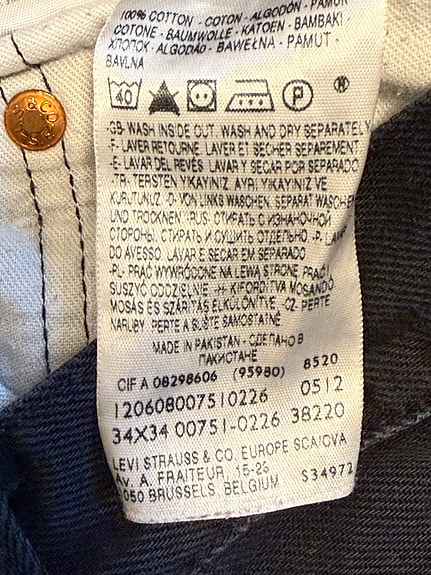 100% COTTON - COTON - ALGODÓN - PAMUK
COTONE - BAUMWOLLE - KATOEN - BAMBAKI -
ХЛОПОК - ALGODÃO - BAWEŁNA - PAMUT -
BAVLNA
40 P ®
-GB- WASH INSIDE OUT. WASH AND DRY SEPARATELY
-F- LAVER RETOURNE. LAVER ET SECHER SEPAREMENT.
-E- LAVAR DEL REVÉS. LAVAR Y SECAR POR SEPARADO
-TR- TERSTEN YIKAYINIZ. AYRI YIKAYINIZ VE
KURUTUNUZ. -D- VON LINKS WASCHEN. SEPARAT WASCHEN
UND TROCKNEN. -RUS- СТИРАТЬ С ИЗНАНОЧНОЙ
СТОРОНЫ. СТИРАТЬ И СУШИТЬ ОТДЕЛЬНО. -P- LAVAR
DO AVESSO. LAVAR E SECAR EM SEPARADO
-PL- PRAĆ WYWRÓCONE NA LEWĄ STRONĘ. PRAĆ I
SUSZYĆ ODDZIELNIE. -H- KIFORDÍTVA MOSANDÓ.
MOSÁS ÉS SZÁRÍTÁS ELKÜLÖNÍTVE. -CZ- PERTE
NARUBY. PERTE A SUŠTE SAMOSTATNĚ
MADE IN PAKISTAN - СДЕЛАНО В
ПАКИСТАНЕ
CIF A 08298606 (95980) 8520
120608007510226 0512
34X34 00751-0226 38220
LEVI STRAUSS & CO. EUROPE SCA/CVA
Av. A. FRAITEUR, 15-23
1050 BRUSSELS, BELGIUM S34972